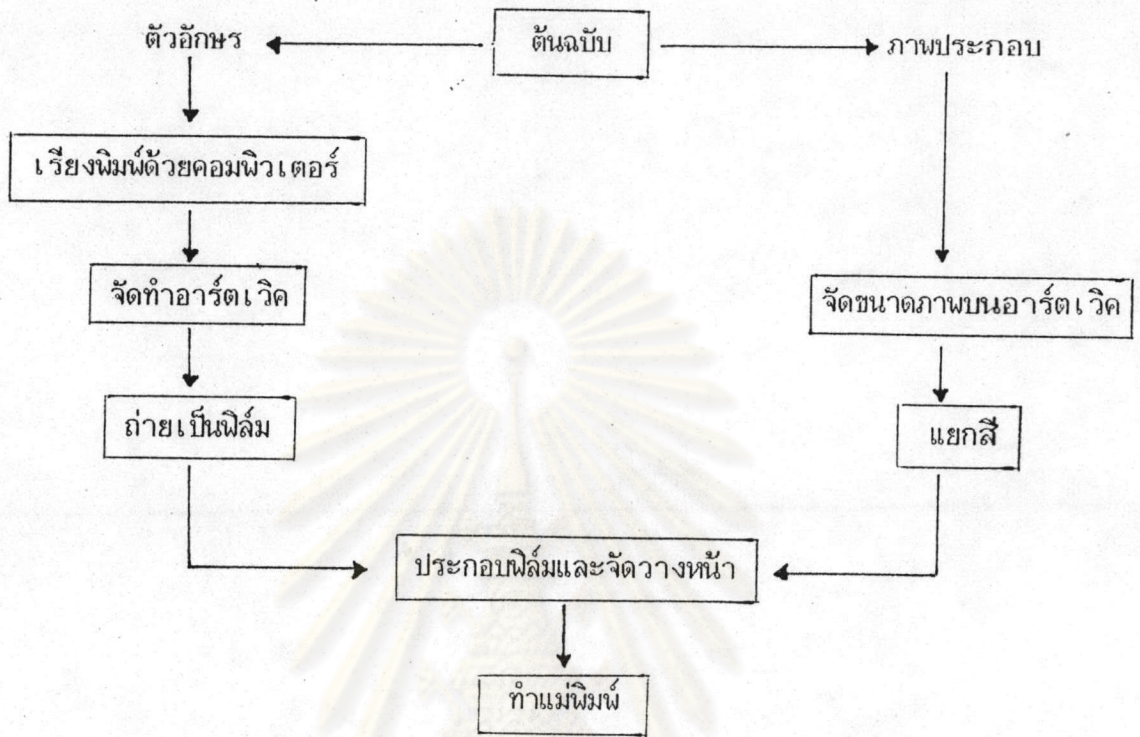 ตัวอักษร
ต้นฉบับ
ภาพประกอบ
เรียงพิมพ์ด้วยคอมพิวเตอร์
จัดทำอาร์ตเวิค
จัดขนาดภาพบนอาร์ตเวิค
ถ่ายเป็นฟิล์ม
แยกสี
ประกอบฟิล์มและจัดวางหน้า
ทำแม่พิมพ์